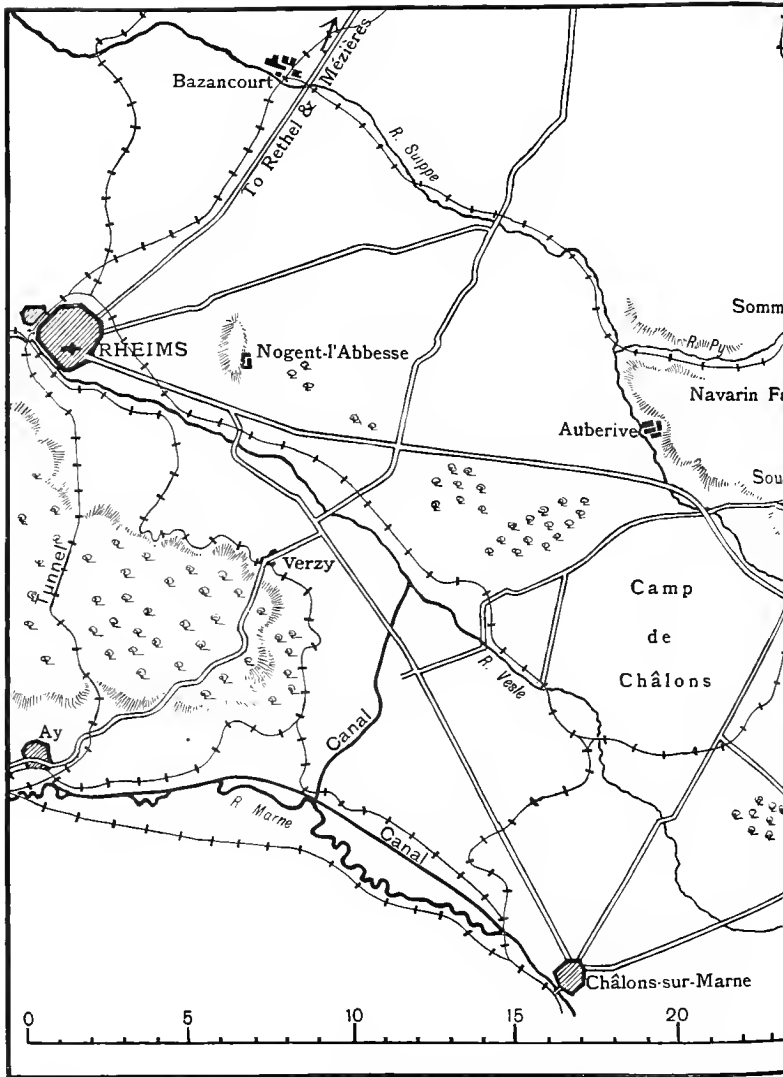 Bazancourt
To Rethel & Mézières
R. Suippe
Somm
RHEIMS
Nogent-l'Abbesse
R. Py
Navarin F
Auberive
Sou
Tunnel
Verzy
Camp
de
Châlons
R. Vesle
Ay
Canal
R. Marne
Canal
Châlons-sur-Marne
0 5 10 15 20